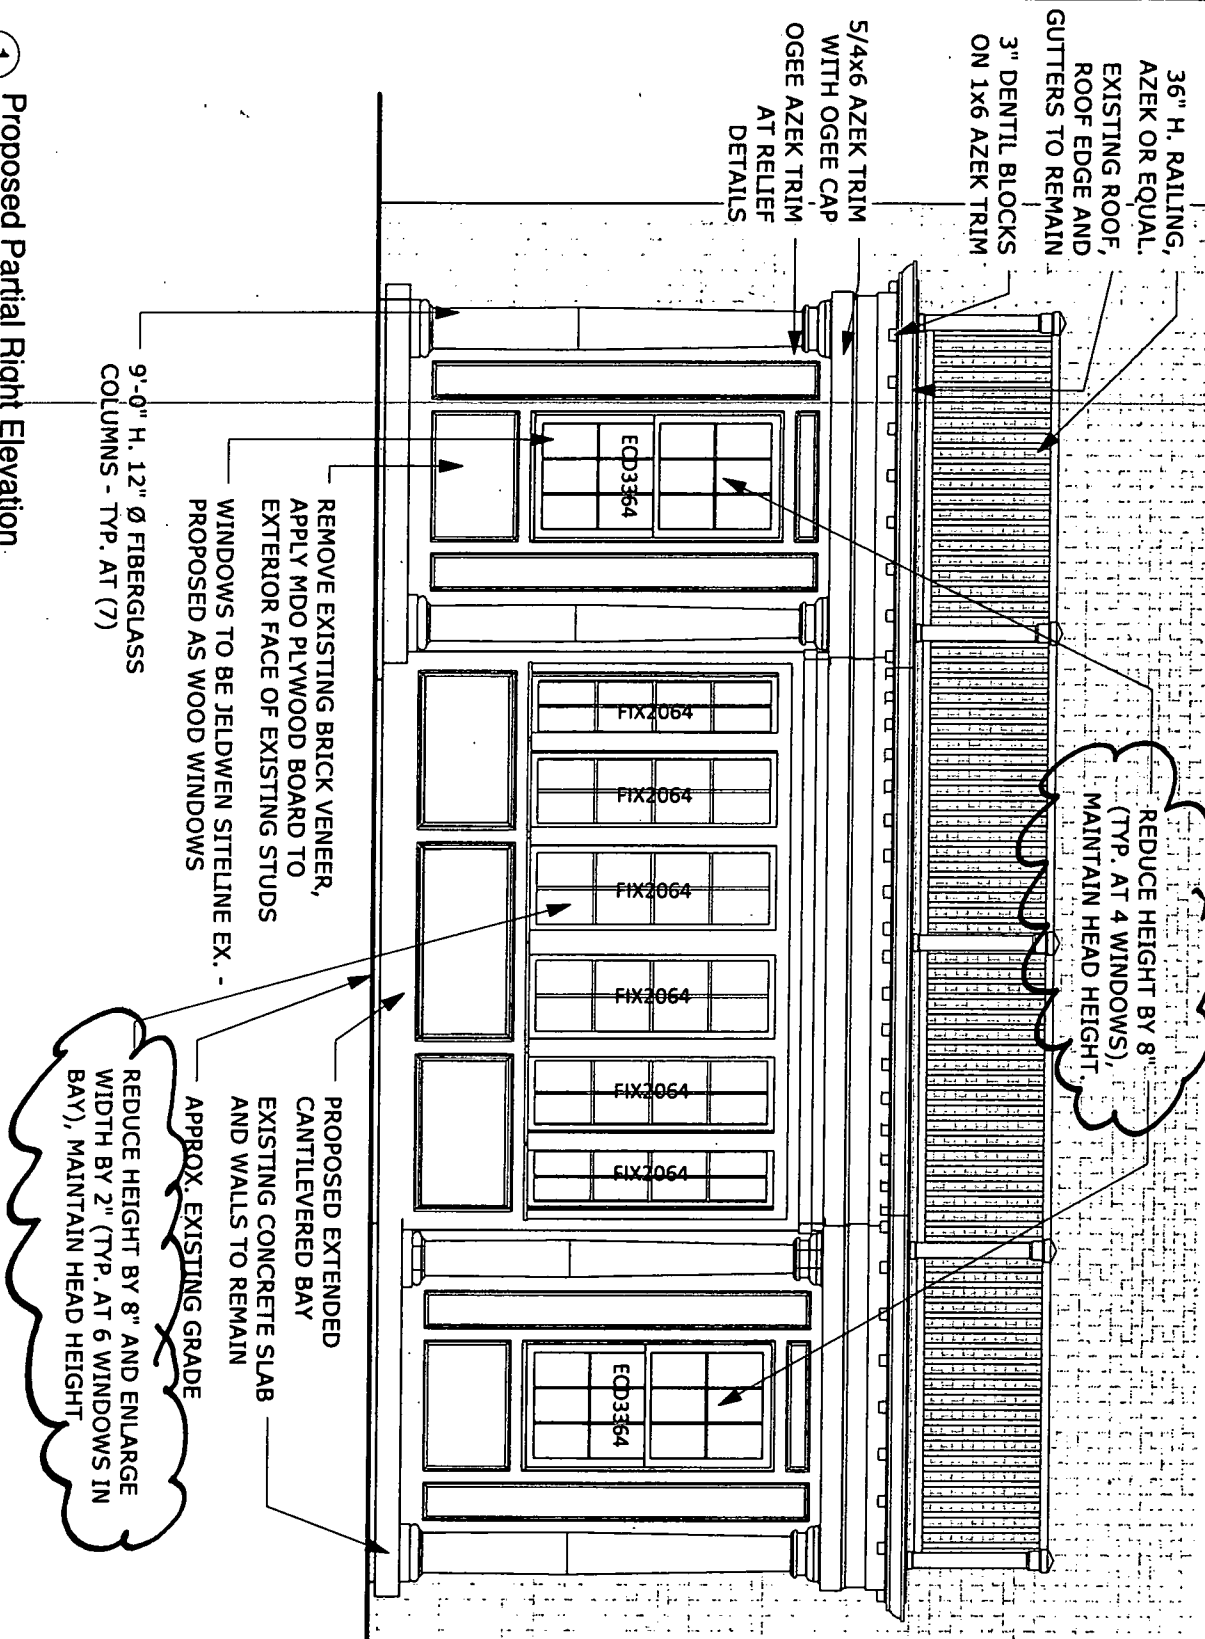 36" H. RAILING,
AZEK OR EQUAL.
EXISTING ROOF,
ROOF EDGE AND
GUTTERS TO REMAIN
3" DENTIL BLOCKS
ON 1x6 AZEK TRIM
5/4x6 AZEK TRIM
WITH OGEE CAP
OGEE AZEK TRIM
AT RELIEF
DETAILS
REDUCE HEIGHT BY 8"
(TYP. AT 4 WINDOWS),
MAINTAIN HEAD HEIGHT.
ECD3364
FIX2064
FIX2064
FIX2064
FIX2064
FIX2064
FIX2064
ECD3364
REMOVE EXISTING BRICK VENEER,
APPLY MDO PLYWOOD BOARD TO
EXTERIOR FACE OF EXISTING STUDS
WINDOWS TO BE JELDWEN SITELINE EX. -
PROPOSED AS WOOD WINDOWS
9'-0" H. 12" Ø FIBERGLASS
COLUMNS - TYP. AT (7)
PROPOSED EXTENDED
CANTILEVERED BAY
EXISTING CONCRETE SLAB
AND WALLS TO REMAIN
APPROX. EXISTING GRADE
REDUCE HEIGHT BY 8" AND ENLARGE
WIDTH BY 2" (TYP. AT 6 WINDOWS IN
BAY), MAINTAIN HEAD HEIGHT
1 Proposed Partial Right Elevation